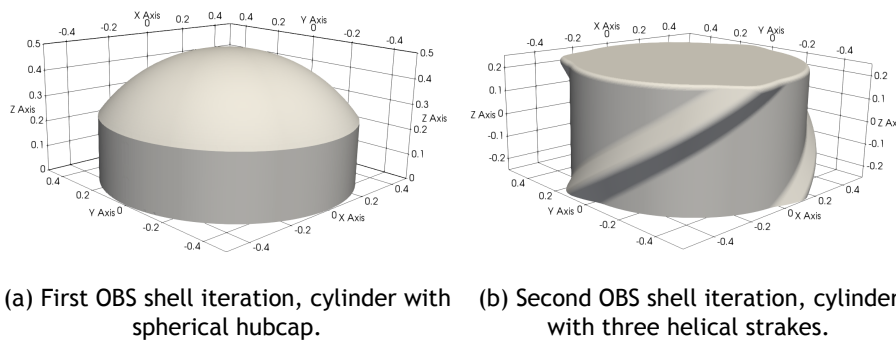 X Axis
-0.4 -0.2 0 0.2 0.4
Y Axis
0.4 0.2 0 -0.2 -0.4
0.5 0.5
0.4 0.4
0.3 0.3
Z Axis Z Axis
0.2 0.2
0.1 0.1
0 0
0.4 0.4
0.2 0.2
Y Axis 0 0 X Axis
-0.2 -0.2
-0.4 -0.4
X Axis
-0.4 -0.2 0 0.2 0.4
Y Axis
0.4 0.2 0 -0.2 -0.4
0.2 0.2
0.1 0.1
Z Axis 0 0 Z Ax
-0.1 -0.1
-0.2 -0.2
0.4 0.4
0.2 0.2
Y Axis 0 0 X Axis
-0.2 -0.2
-0.4 -0.4
(a) First OBS shell iteration, cylinder with
spherical hubcap.
(b) Second OBS shell iteration, cylinder
with three helical strakes.